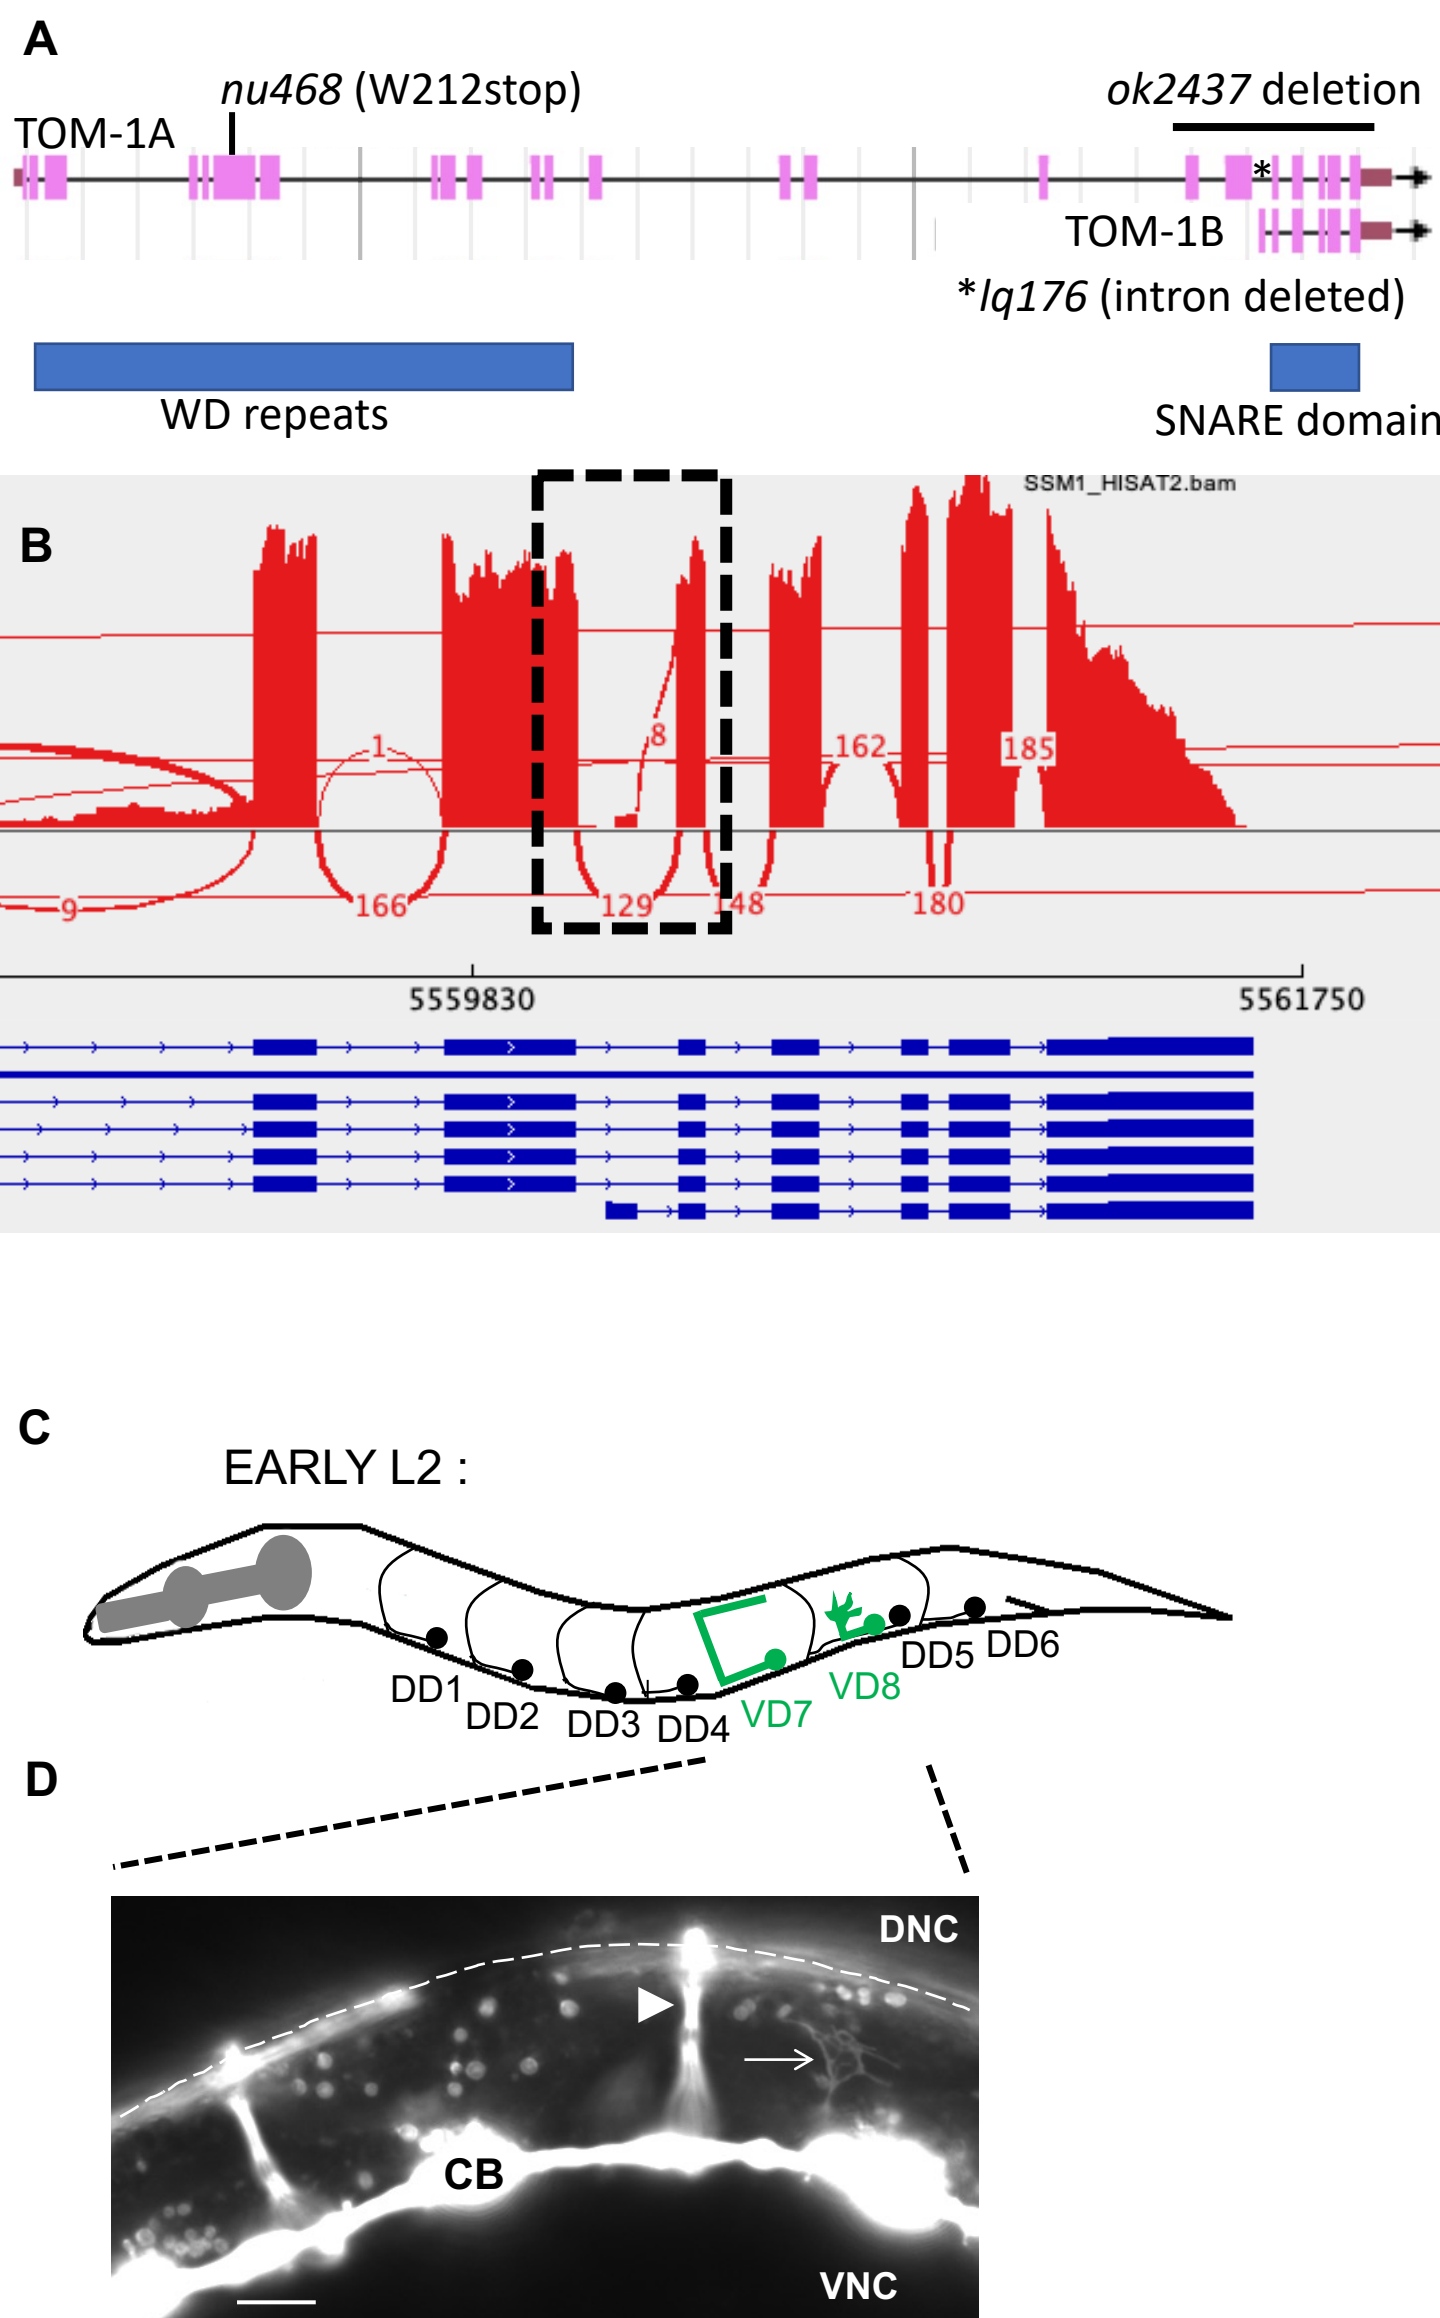 A
nu468 (W212stop)
ok2437 deletion
TOM-1A
*
TOM-1B
*lq176 (intron deleted)
WD repeats
SNARE domain
SSM1_HISAT2.bam
B
8
1
162
185
9
166
129
148
180
5559830
5561750
C
EARLY L2 :
DD1
DD2
DD3
DD4
VD7
VD8
DD5
DD6
D
DNC
CB
VNC